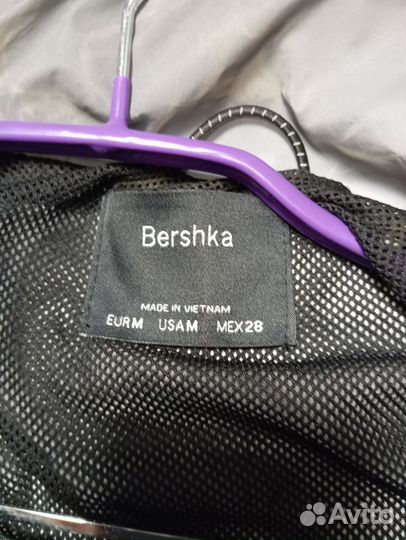 Bershka
MADE IN VIETNAM
EUR M USA M MEX 28
Avito